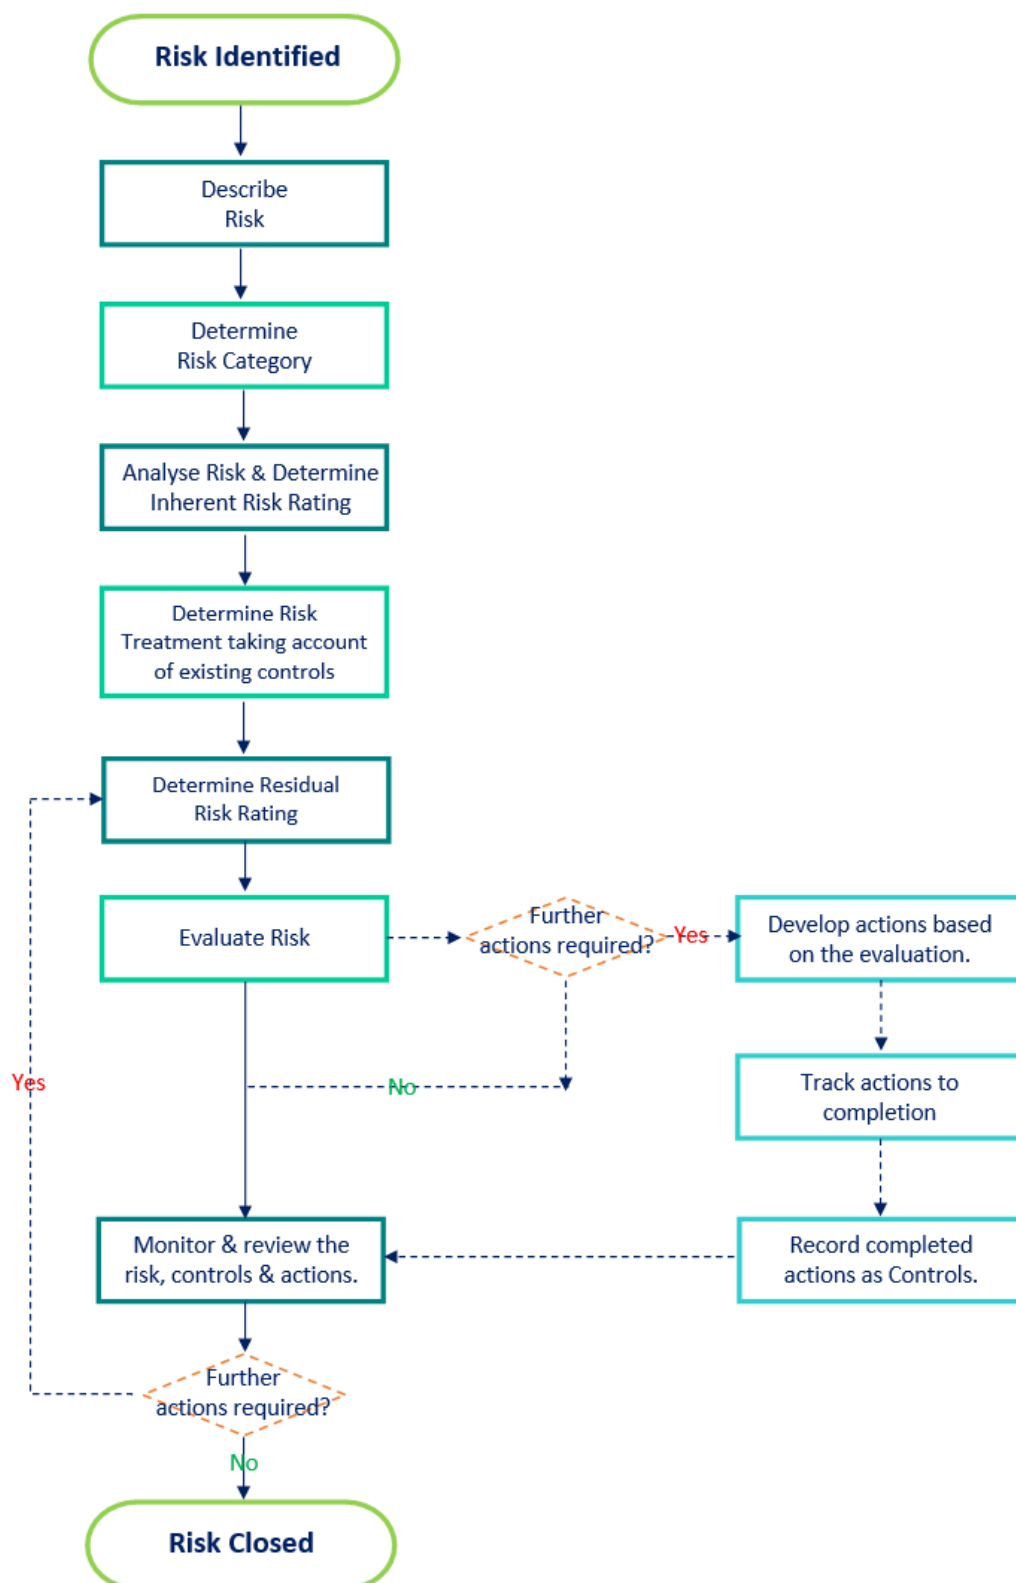 Risk Identified
Describe
Risk
Determine
Risk Category
Analyse Risk & Determine
Inherent Risk Rating
Determine Risk
Treatment taking account
of existing controls
Determine Residual
Risk Rating
Evaluate Risk
Further
actions required?
Yes
Develop actions based
on the evaluation.
Yes
No
Track actions to
completion
Monitor & review the
risk, controls & actions.
Record completed
actions as Controls.
Further
actions required?
No
Risk Closed